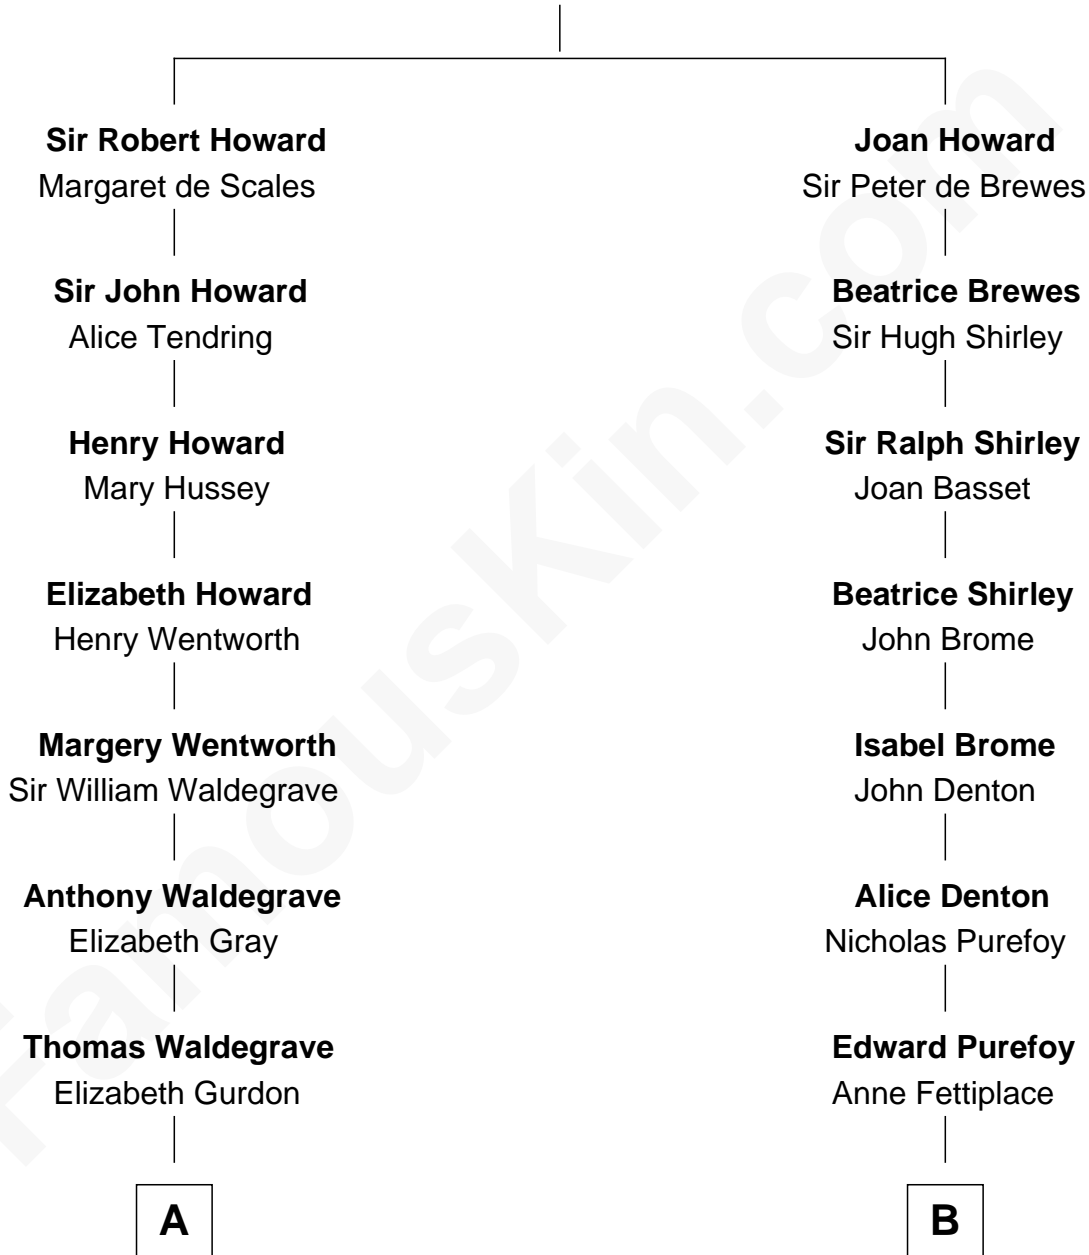 Sir Robert Howard
Margaret de Scales
Sir John Howard
Alice Tendring
Henry Howard
Mary Hussey
Elizabeth Howard
Henry Wentworth
Margery Wentworth
Sir William Waldegrave
Anthony Waldegrave
Elizabeth Gray
Thomas Waldegrave
Elizabeth Gurdon
A
Joan Howard
Sir Peter de Brewes
Beatrice Brewes
Sir Hugh Shirley
Sir Ralph Shirley
Joan Basset
Beatrice Shirley
John Brome
Isabel Brome
John Denton
Alice Denton
Nicholas Purefoy
Edward Purefoy
Anne Fettiplace
B
FamousKin.com